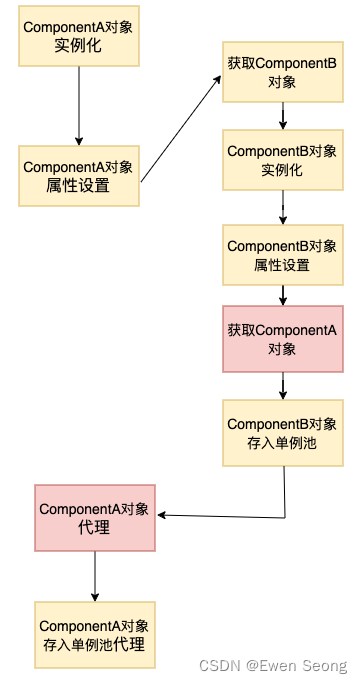 ComponentA对象
实例化
ComponentA对象
属性设置
获取ComponentB
对象
ComponentB对象
实例化
ComponentB对象
属性设置
获取ComponentA
对象
ComponentB对象
存入单例池
ComponentA对象
代理
ComponentA对象
存入单例池代理
CSDN @Ewen Seong